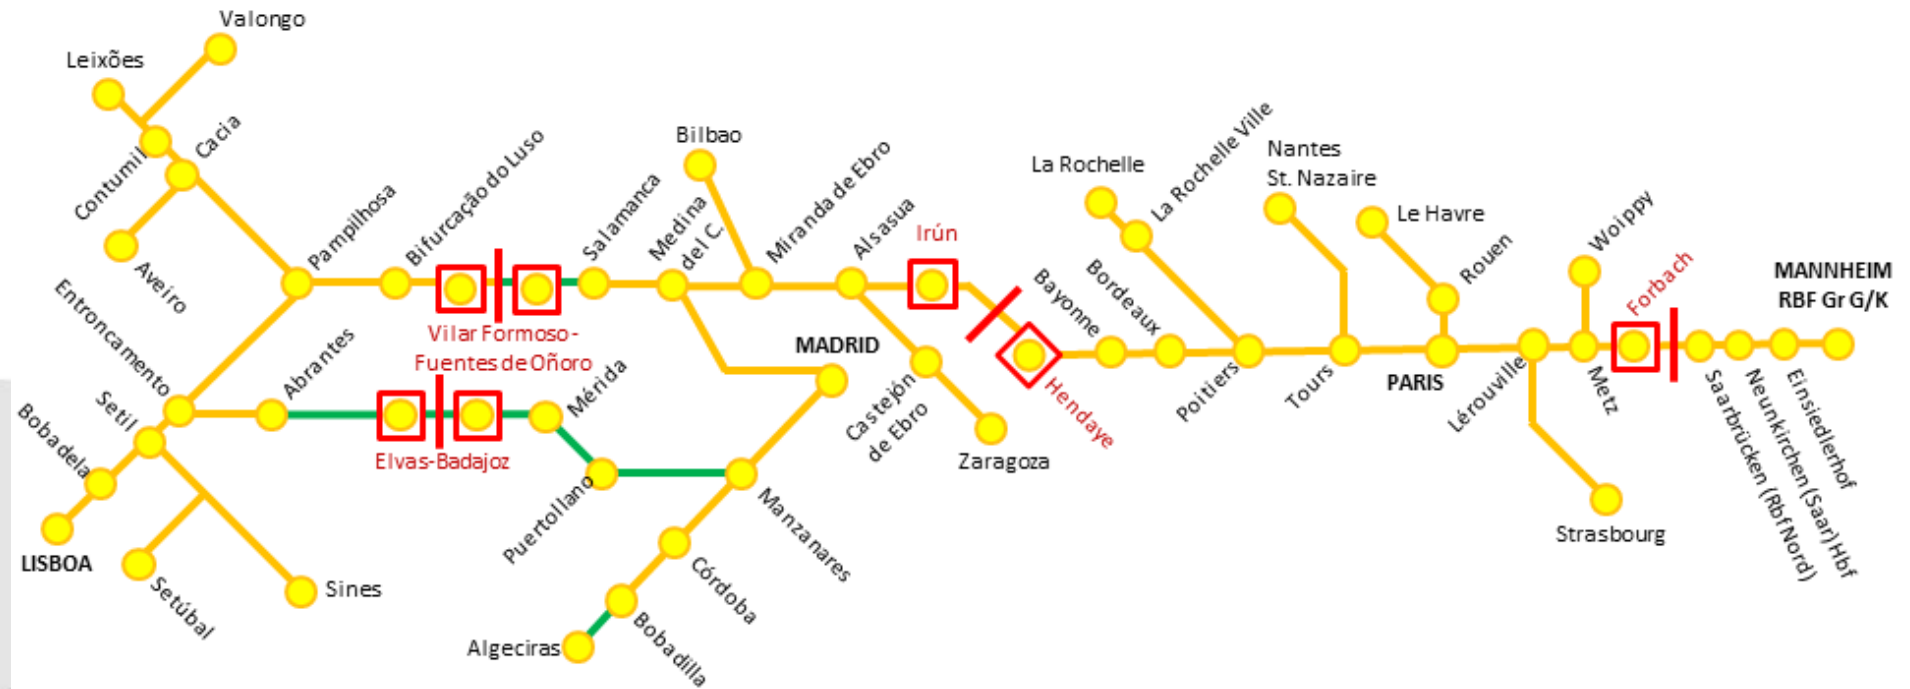 Valongo
Leixões
Contumil
Cacia
Aveiro
Pampilhosa
Bifurcação do Luso
Vilar Formoso-
Fuentes de Oñoro
Salamanca
Medina
del C.
Bilbao
Miranda de Ebro
Alsasua
Irún
Hendaye
Bayonne
Bordeaux
La Rochelle
La Rochelle Ville
Poitiers
Nantes
St. Nazaire
Tours
Le Havre
Rouen
PARIS
Lérouville
Woippy
Metz
Forbach
MANNHEIM
RBF Gr G/K
Saarbrücken (Rbf Nord)
Neunkirchen (Saar) Hbf
Einsiedlerhof
Strasbourg
Entroncamento
Abrantes
Elvas-Badajoz
Mérida
MADRID
Castejón
de Ebro
Zaragoza
Setil
Bobadela
LISBOA
Setúbal
Sines
Puertollano
Manzanares
Córdoba
Bobadilla
Algeciras